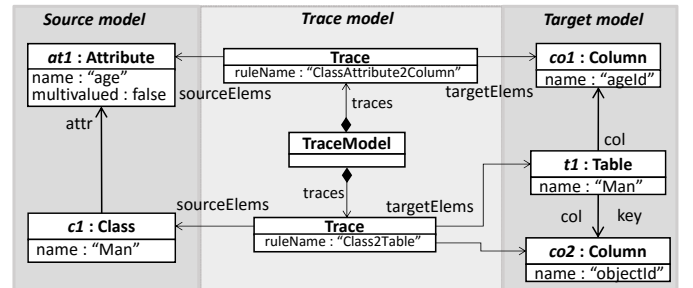 Source model
Trace model
Target model
at1 : Attribute
name : "age"
multivalued : false
Trace
ruleName : "ClassAttribute2Column"
co1 : Column
name : "ageId"
sourceElems
targetElems
traces
attr
col
TraceModel
t1 : Table
name : "Man"
traces
sourceElems
targetElems
col
key
c1 : Class
name : "Man"
Trace
ruleName : "Class2Table"
co2 : Column
name : "objectId"